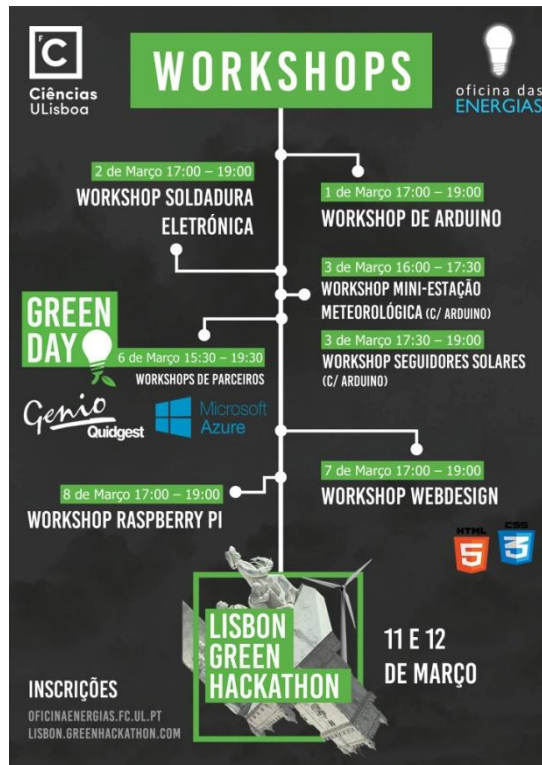 FC
Ciências
ULisboa
WORKSHOPS
oficina das
ENERGIAS
1 de Março 17:00 – 19:00
WORKSHOP DE ARDUINO
2 de Março 17:00 – 19:00
WORKSHOP SOLDADURA
ELETRÓNICA
3 de Março 16:00 – 17:30
WORKSHOP MINI-ESTAÇÃO
METEOROLÓGICA (C/ ARDUINO)
3 de Março 17:30 – 19:00
WORKSHOP SEGUIDORES SOLARES
(C/ ARDUINO)
GREEN
DAY
6 de Março 15:30 – 19:30
WORKSHOPS DE PARCEIROS
Genio
Quidgest
Microsoft
Azure
7 de Março 17:00 – 19:00
WORKSHOP WEBDESIGN
HTML
5
CSS
3
8 de Março 17:00 – 19:00
WORKSHOP RASPBERRY PI
LISBON
GREEN
HACKATHON
11 E 12
DE MARÇO
INSCRIÇÕES
OFICINAENERGIAS.FC.UL.PT
LISBON.GREENHACKATHON.COM